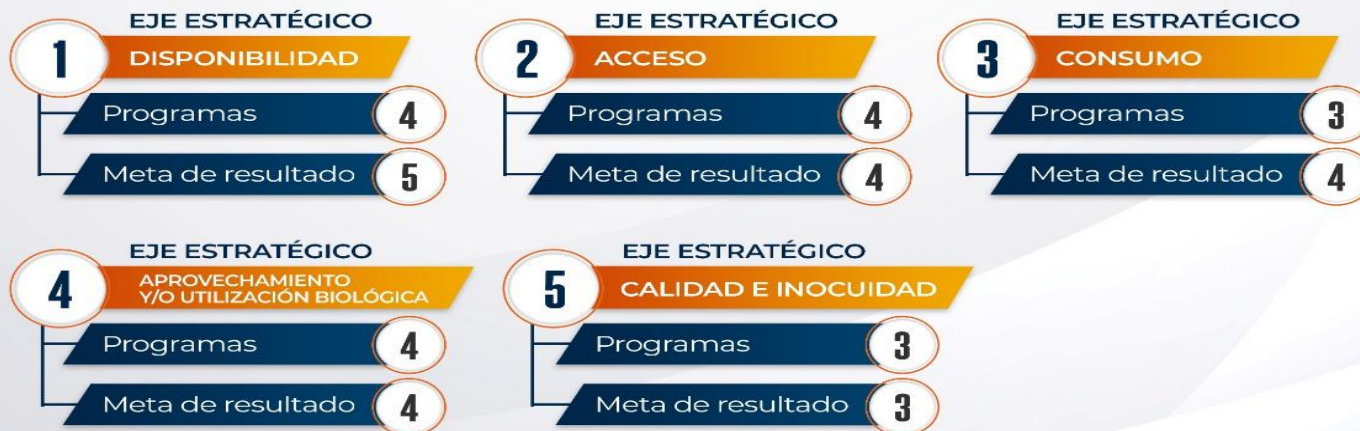 EJE ESTRATÉGICO
1
DISPONIBILIDAD
Programas 4
Meta de resultado 5
EJE ESTRATÉGICO
2
ACCESO
Programas 4
Meta de resultado 4
EJE ESTRATÉGICO
3
CONSUMO
Programas 3
Meta de resultado 4
EJE ESTRATÉGICO
4
APROVECHAMIENTO
Y/O UTILIZACIÓN BIOLÓGICA
Programas 4
Meta de resultado 4
EJE ESTRATÉGICO
5
CALIDAD E INOCUIDAD
Programas 3
Meta de resultado 3